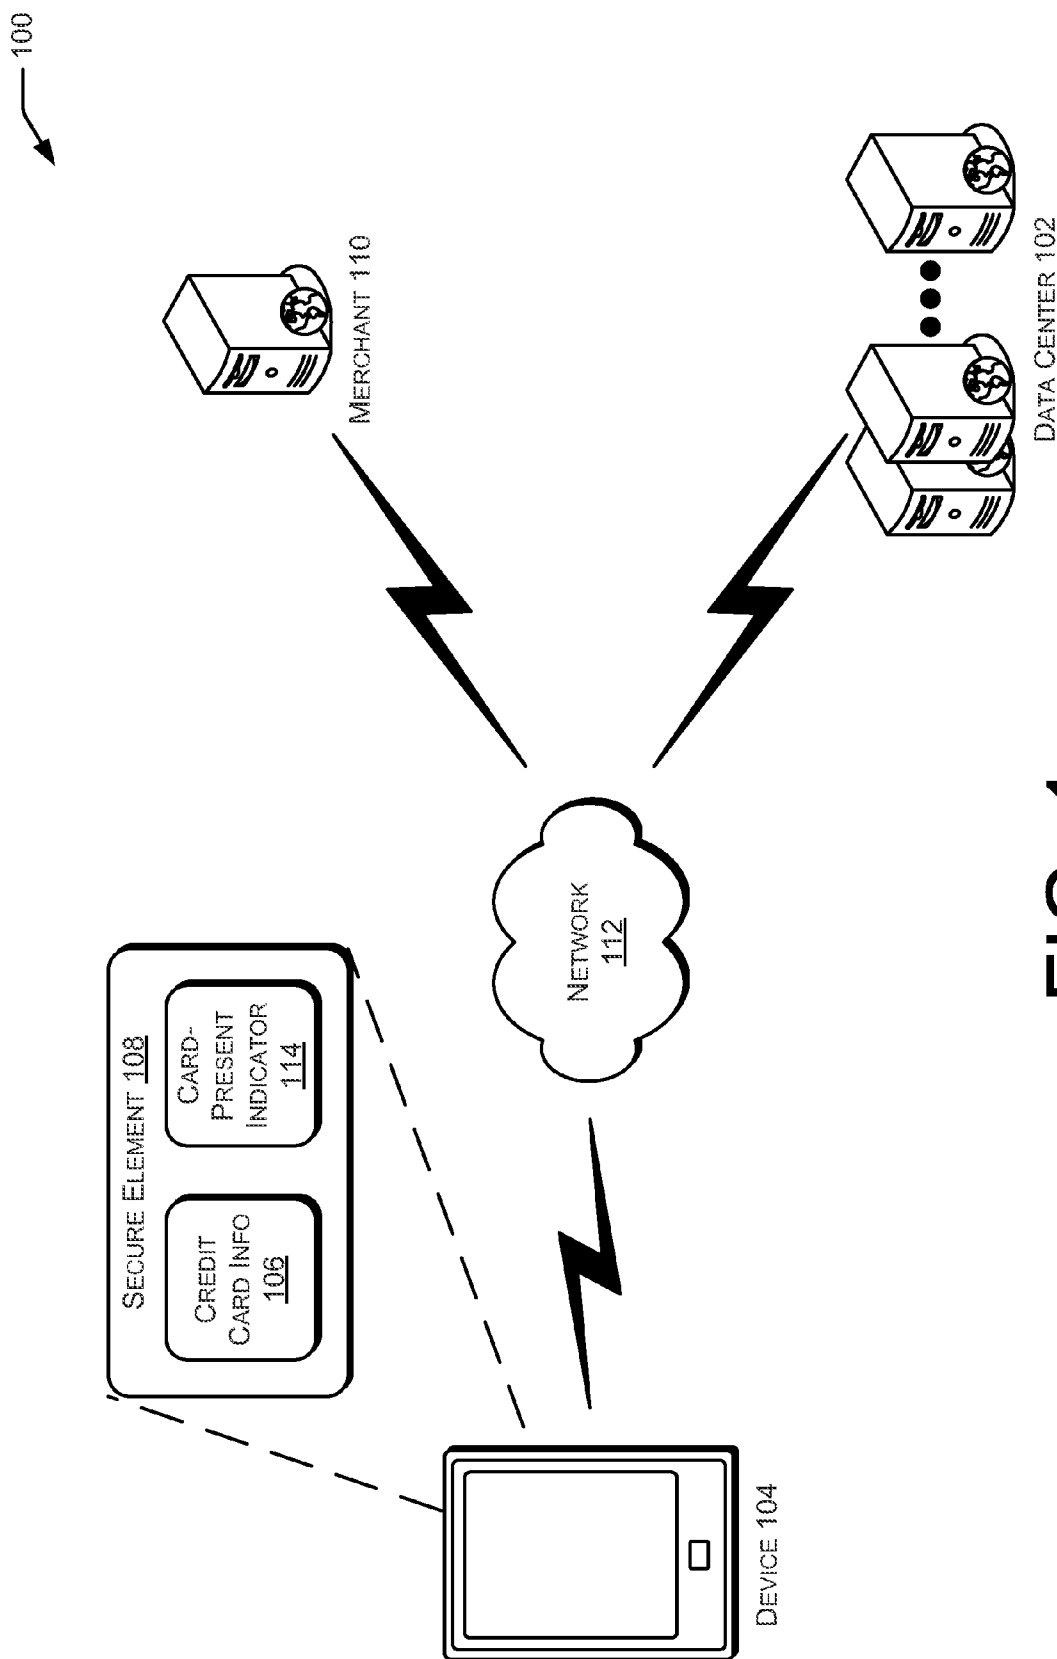 100
SECURE ELEMENT 108
CREDIT
CARD INFO
106
CARD-
PRESENT
INDICATOR
114
MERCHANT 110
NETWORK
112
DEVICE 104
DATA CENTER 102